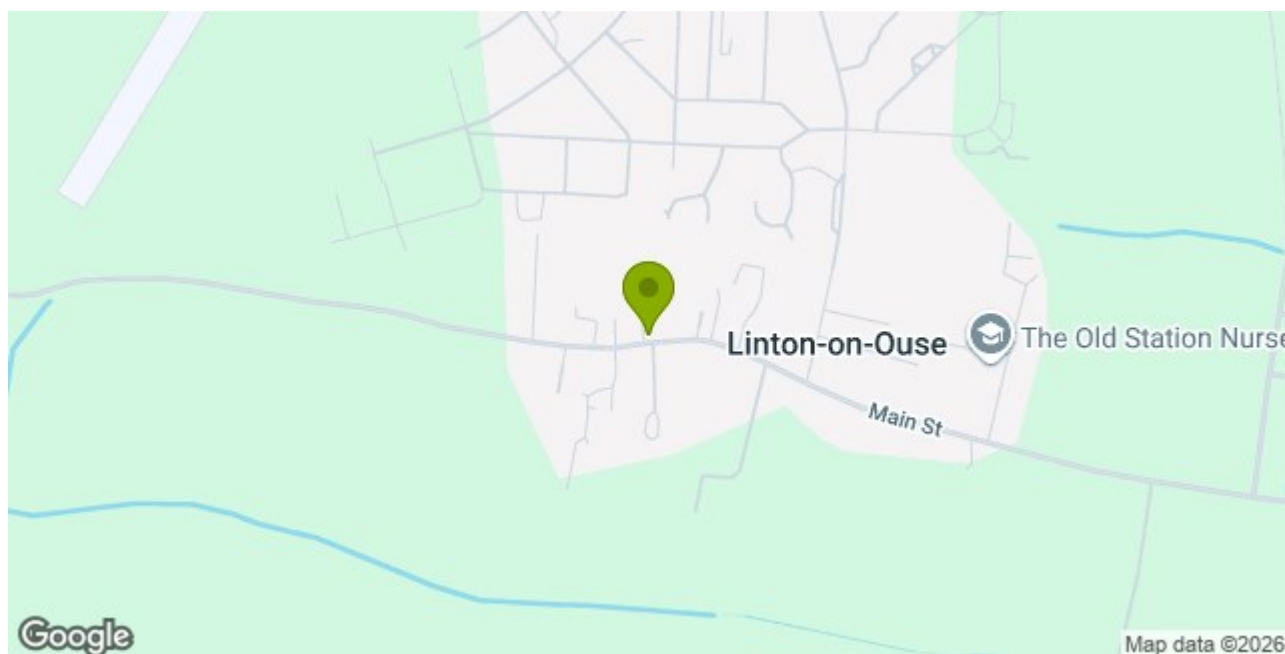 Linton-on-Ouse
The Old Station Nurse
Main St
Google
Map data ©2026